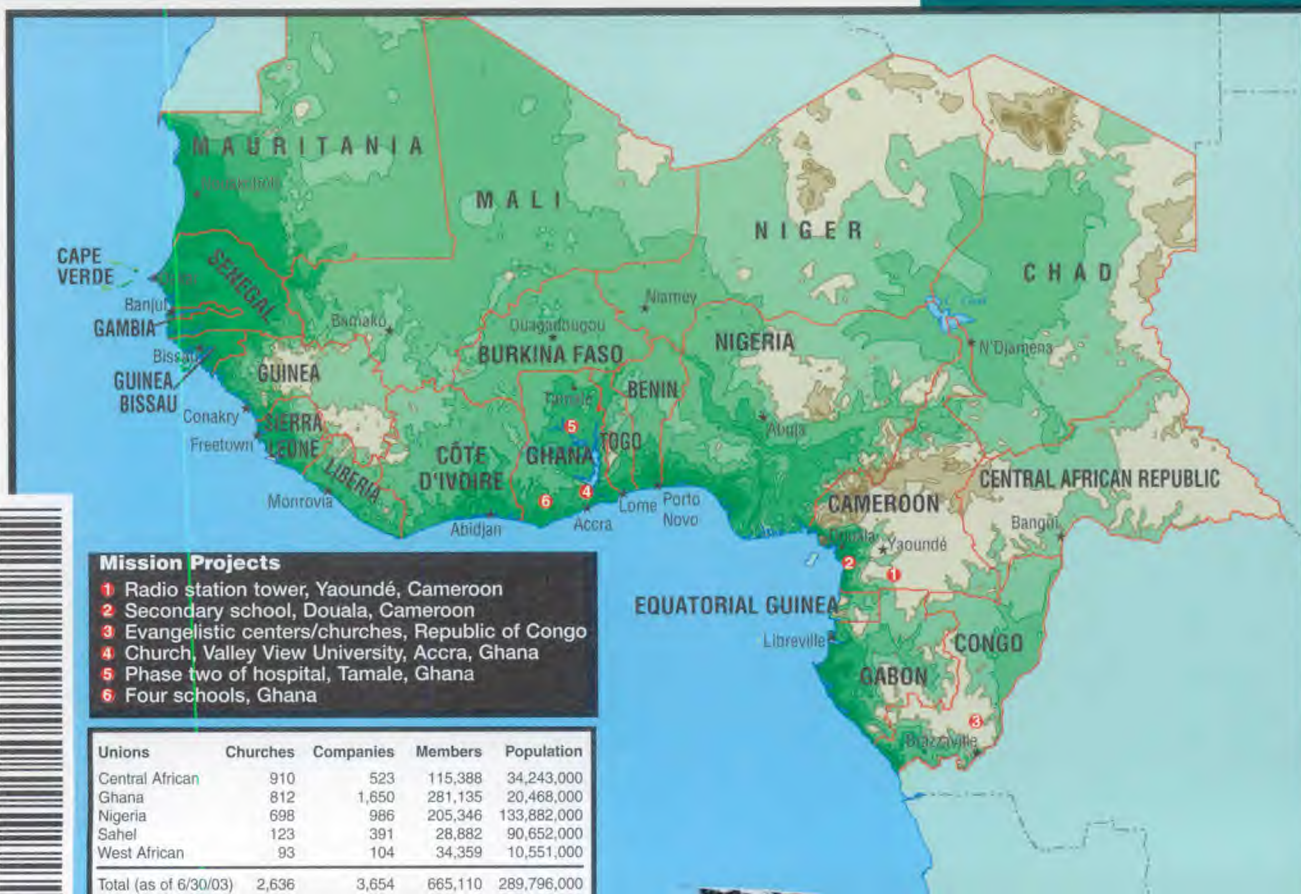 MAURITANIA
Nouakchott
MALI
NIGER
CHAD
CAPE
VERDE
SENEGAL
Banjul
GAMBIA
Bamako
Niamey
Ouagadougou
BURKINA FASO
NIGERIA
N'Djamena
Bissau
GUINEA
BISSAU
GUINEA
BENIN
Tamale
Conakry
Freetown
SIERRA
LEONE
5
Abuja
TOGO
GHANA
CÔTE
D'IVOIRE
LIBERIA
CENTRAL AFRICAN REPUBLIC
CAMEROON
Monrovia
6
4
Abidjan
Accra
Lome
Porto
Novo
Bangui
Douala
Yaoundé
2
1
EQUATORIAL GUINEA
Libreville
CONGO
GABON
3
Brazzaville
Mission Projects
1 Radio station tower, Yaoundé, Cameroon
2 Secondary school, Douala, Cameroon
3 Evangelistic centers/churches, Republic of Congo
4 Church, Valley View University, Accra, Ghana
5 Phase two of hospital, Tamale, Ghana
6 Four schools, Ghana
Unions Churches Companies Members Population
Central African 910 523 115,388 34,243,000
Ghana 812 1,650 281,135 20,468,000
Nigeria 698 986 205,346 133,882,000
Sahel 123 391 28,882 90,652,000
West African 93 104 34,359 10,551,000
Total (as of 6/30/03) 2,636 3,654 665,110 289,796,000